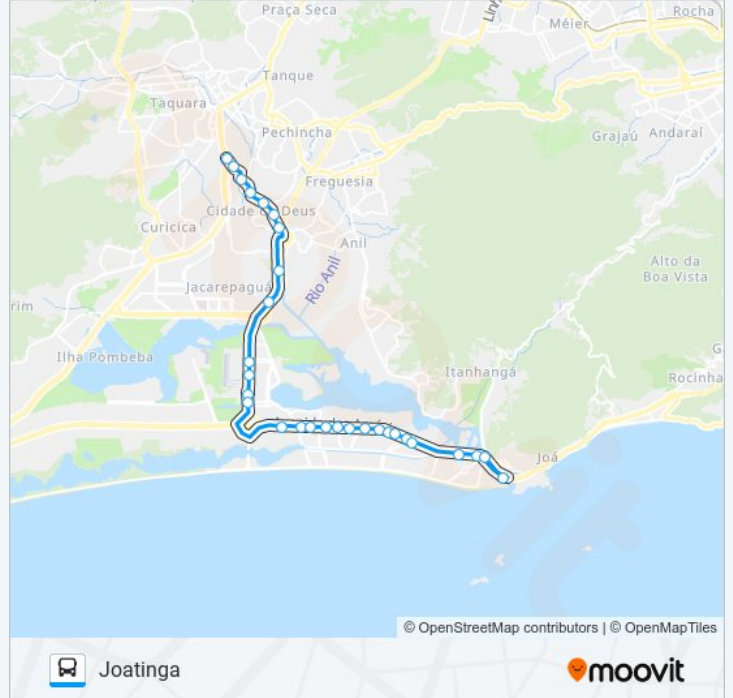 Praça Seca
Méier
Rocha
Tanque
Taquara
Pechincha
Grajaú
Andaraí
Freguesia
Cidade de Deus
Curicica
Anil
Alto da
Boa Vista
Rio Anil
Jacarepaguá
Ilha Pombeba
Itanhangá
Rocinha
Joá
© OpenStreetMap contributors | © OpenMapTiles
Joatinga
moovit